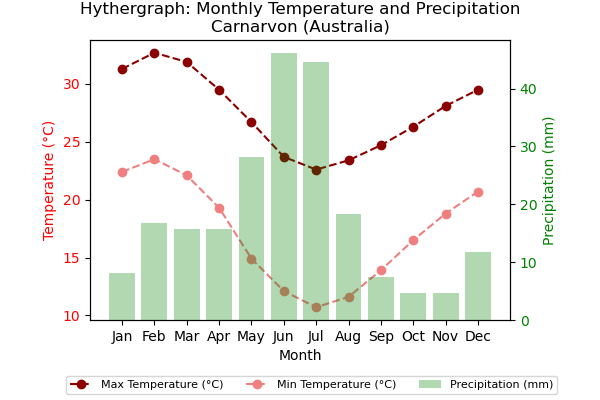 Hythergraph: Monthly Temperature and Precipitation
Carnarvon (Australia)
30
25
20
15
10
Temperature (°C)
40
30
20
10
0
Precipitation (mm)
Jan Feb Mar Apr May Jun Jul Aug Sep Oct Nov Dec
Month
Max Temperature (°C) Min Temperature (°C) Precipitation (mm)